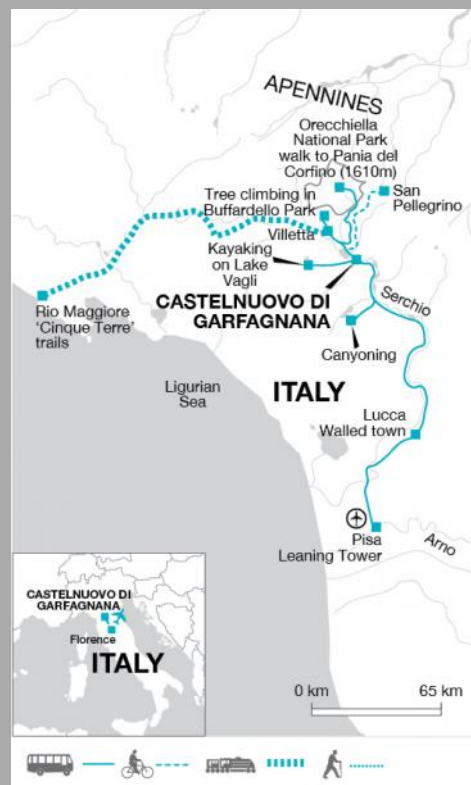 APENNINES
Orecchiella
National Park
walk to Pania del
Corfino (1610m)
Tree climbing in
Buffardello Park
San
Pellegrino
Villetta
Kayaking
on Lake
Vagli
CASTELNUOVO DI
GARFAGNANA
Serchio
Rio Maggiore
'Cinque Terre'
trails
Canyoning
Ligurian
Sea
ITALY
Lucca
Walled town
Pisa
Leaning Tower
Arno
CASTELNUOVO DI
GARFAGNANA
Florence
ITALY
0 km 65 km